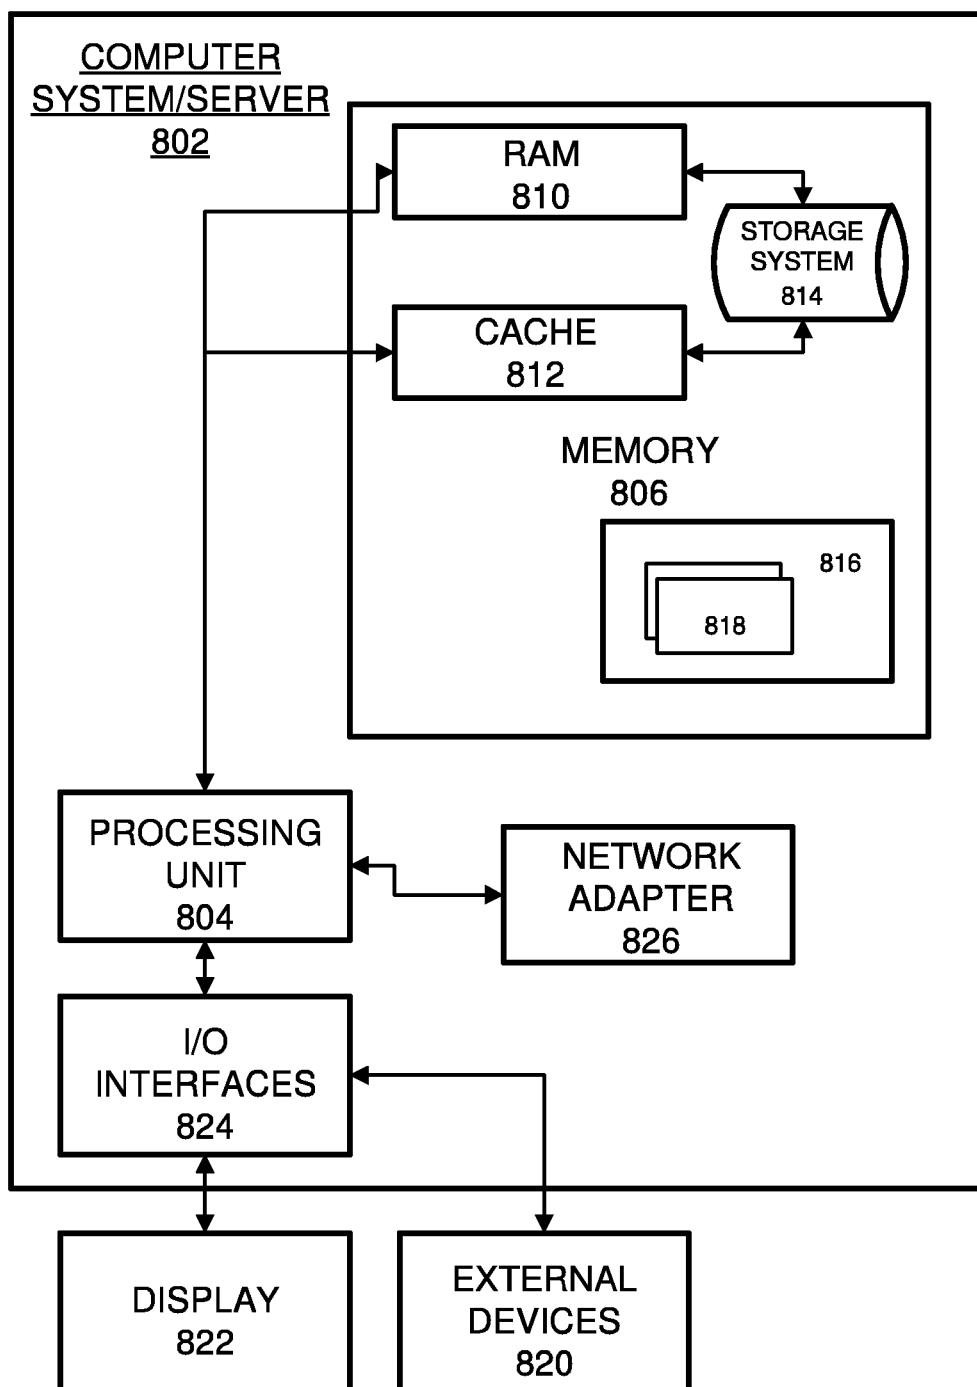 COMPUTER
SYSTEM/SERVER
802
RAM
810
STORAGE
SYSTEM
814
CACHE
812
MEMORY
806
816
818
PROCESSING
UNIT
804
NETWORK
ADAPTER
826
I/O
INTERFACES
824
DISPLAY
822
EXTERNAL
DEVICES
820